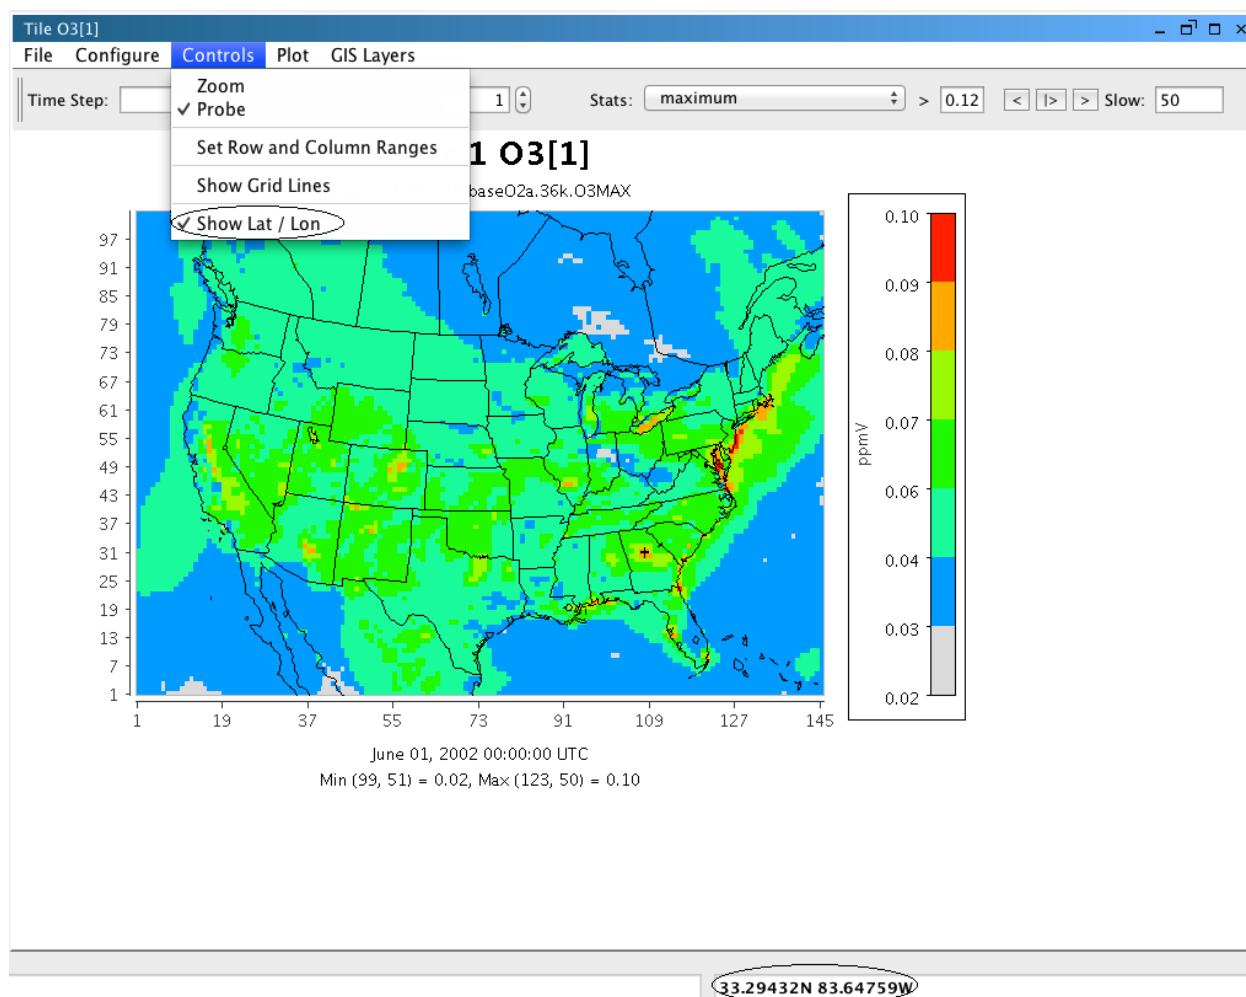 Tile O3[1]
File Configure Controls Plot GIS Layers
Zoom
Time Step: 1 Stats: maximum > 0.12 < |> > Slow: 50
✓ Probe
Set Row and Column Ranges
1 O3[1]
Show Grid Lines
baseO2a.36k.O3MAX
✓ Show Lat / Lon
97
91
85
79
73
67
61
55
49
43
37
31
25
19
13
7
1
1 19 37 55 73 91 109 127 145
0.10
0.09
0.08
0.07
0.06
0.04
0.03
0.02
ppmV
June 01, 2002 00:00:00 UTC
Min (99, 51) = 0.02, Max (123, 50) = 0.10
33.29432N 83.64759W